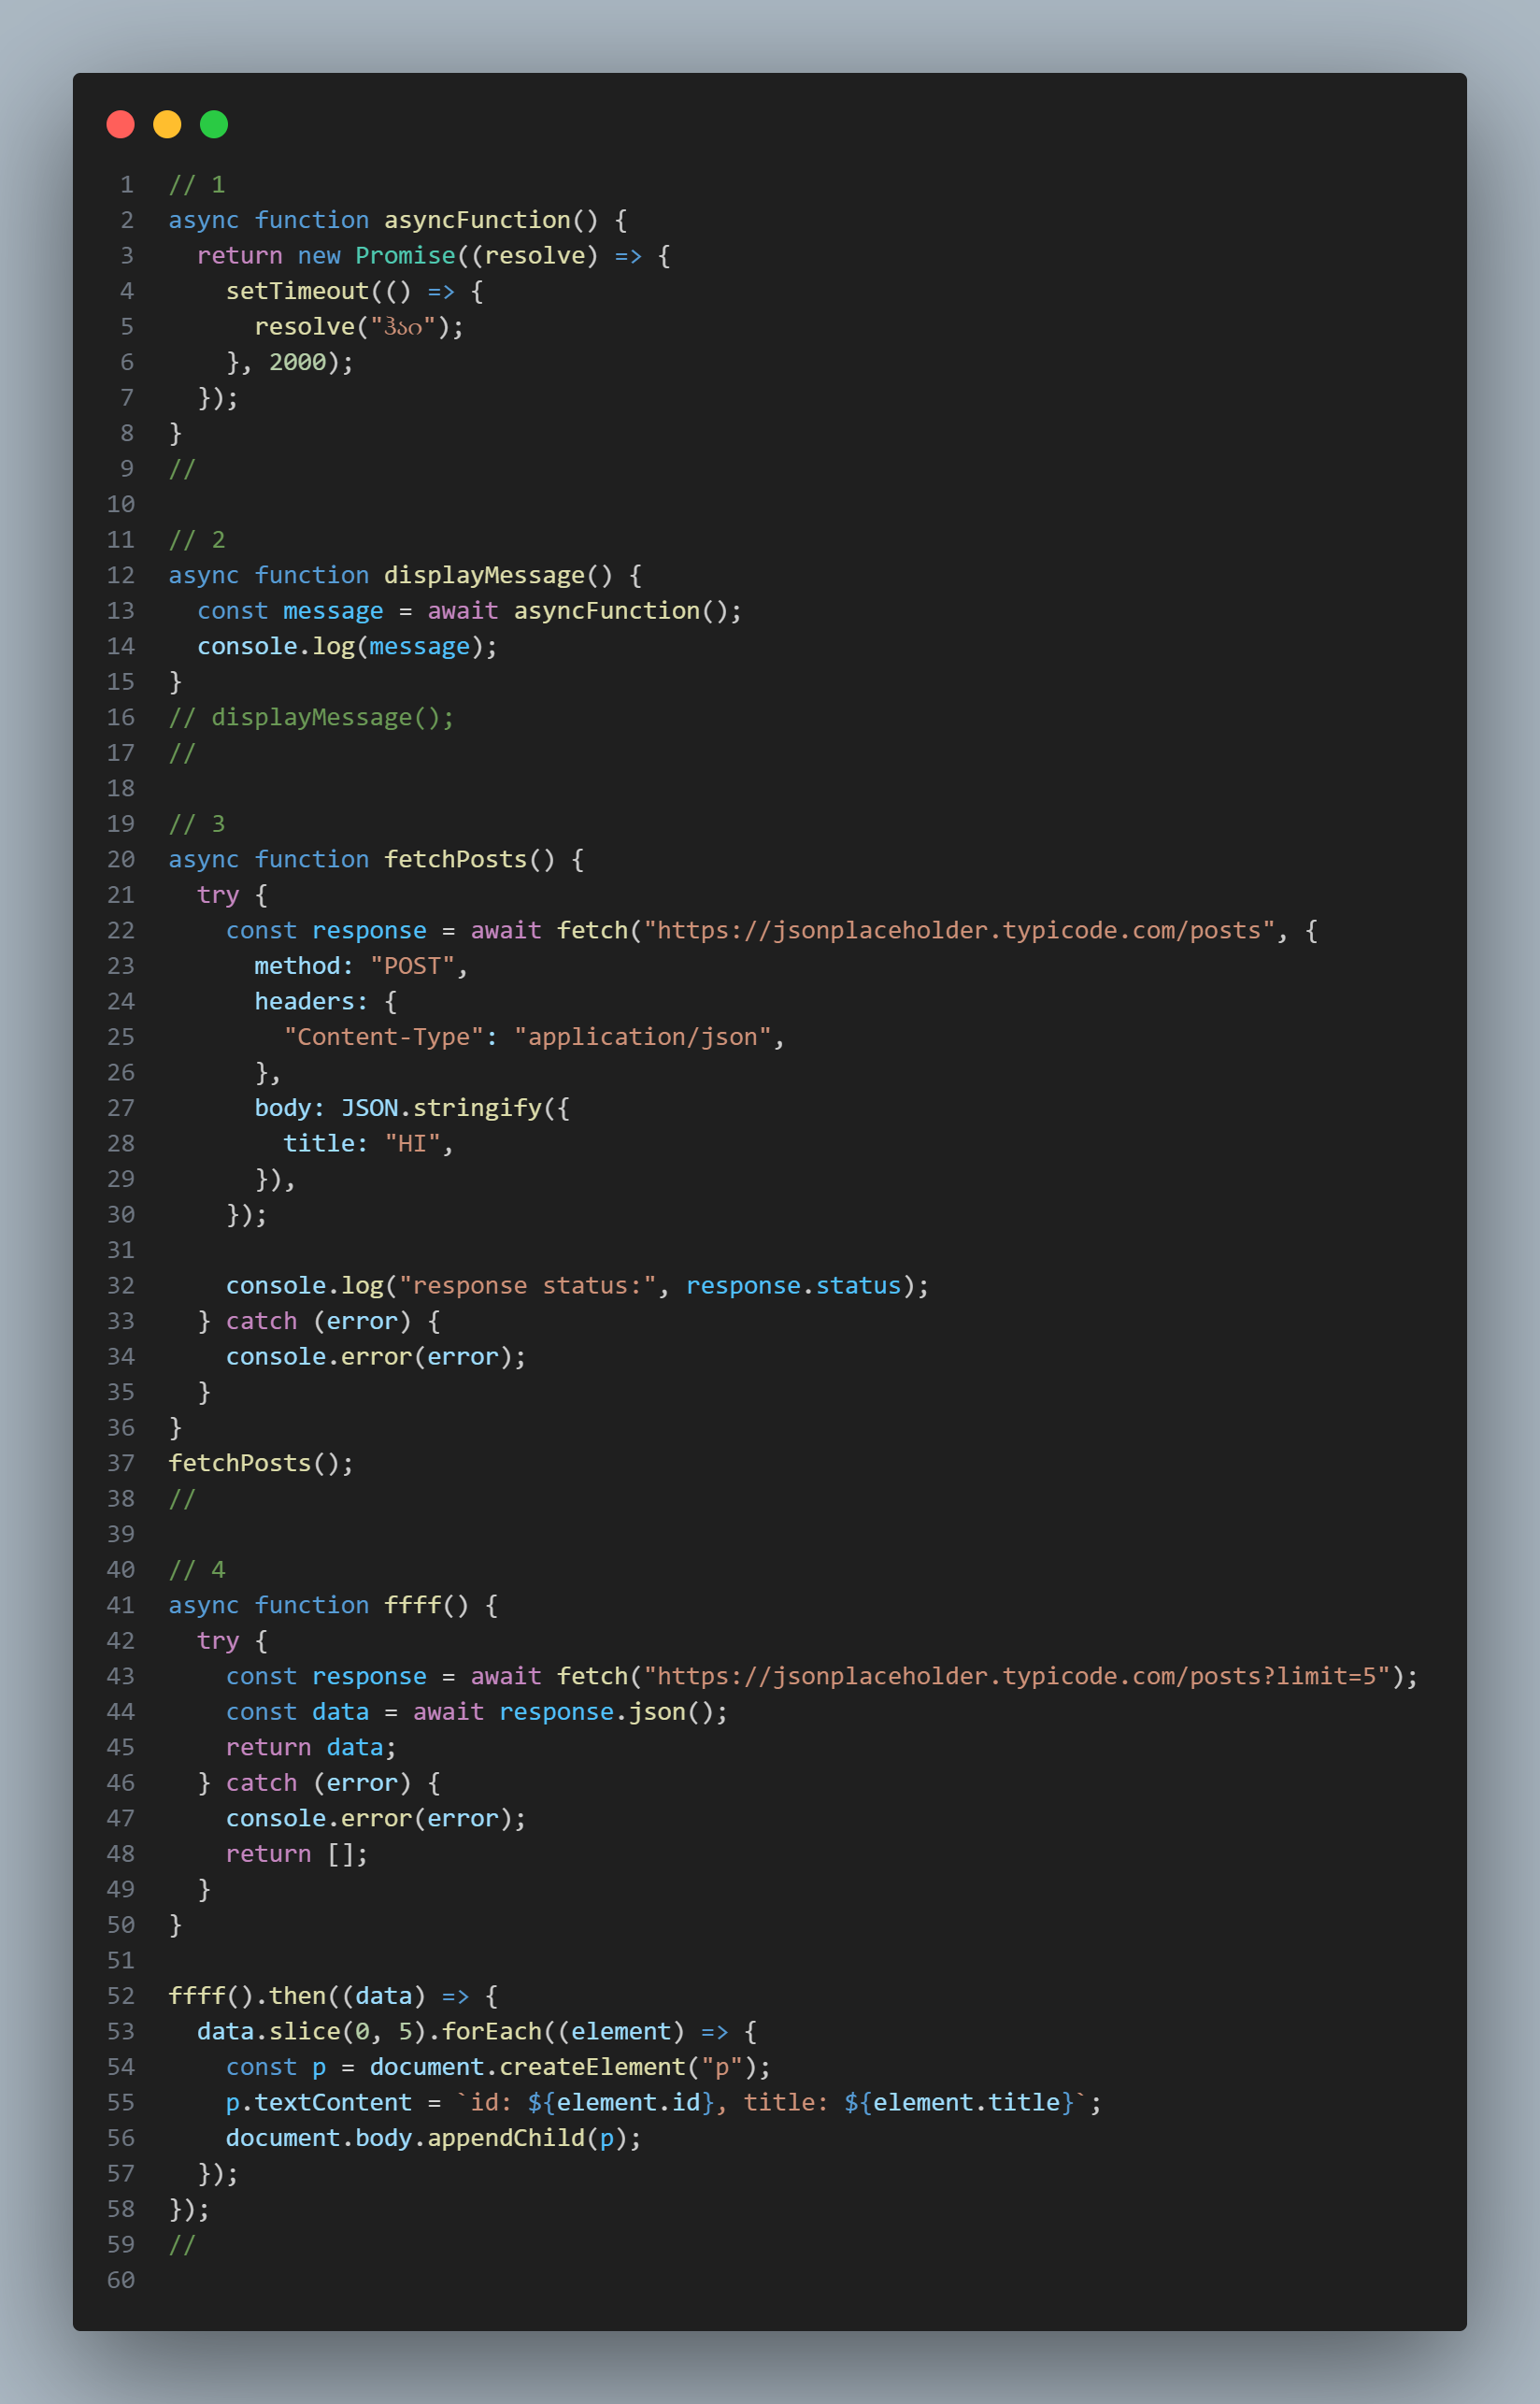 1 // 1
2 async function asyncFunction() {
3   return new Promise((resolve) => {
4     setTimeout(() => {
5       resolve("ჰაი");
6     }, 2000);
7   });
8 }
9 //
10
11 // 2
12 async function displayMessage() {
13   const message = await asyncFunction();
14   console.log(message);
15 }
16 // displayMessage();
17 //
18
19 // 3
20 async function fetchPosts() {
21   try {
22     const response = await fetch("https://jsonplaceholder.typicode.com/posts", {
23       method: "POST",
24       headers: {
25         "Content-Type": "application/json",
26       },
27       body: JSON.stringify({
28         title: "HI",
29       }),
30     });
31
32     console.log("response status:", response.status);
33   } catch (error) {
34     console.error(error);
35   }
36 }
37 fetchPosts();
38 //
39
40 // 4
41 async function ffff() {
42   try {
43     const response = await fetch("https://jsonplaceholder.typicode.com/posts?limit=5");
44     const data = await response.json();
45     return data;
46   } catch (error) {
47     console.error(error);
48     return [];
49   }
50 }
51
52 ffff().then((data) => {
53   data.slice(0, 5).forEach((element) => {
54     const p = document.createElement("p");
55     p.textContent = `id: ${element.id}, title: ${element.title}`;
56     document.body.appendChild(p);
57   });
58 });
59 //
60